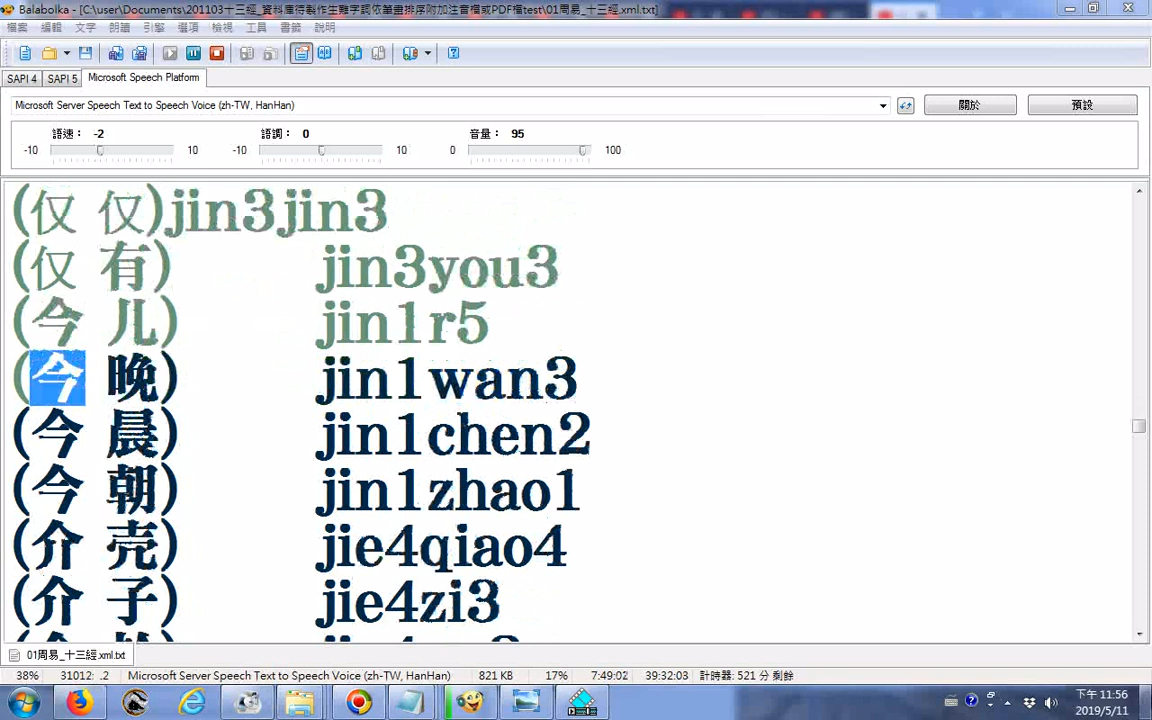 Balabolka - [C:\user\Documents\201103十三經_資料庫待製作生難字詞依筆畫排序附加注音檔或PDF檔test\01周易_十三經.xml.txt]
檔案 編輯 文字 朗讀 引擎 選項 檢視 工具 書籤 說明
SAPI 4 SAPI 5 Microsoft Speech Platform
Microsoft Server Speech Text to Speech Voice (zh-TW, HanHan) 關於 預設
語速： -2 語調： 0 音量： 95
-10 10 -10 10 0 100
(仅 仅)jin3jin3
(仅 有) jin3you3
(今 儿) jin1r5
(今 晚) jin1wan3
(今 晨) jin1chen2
(今 朝) jin1zhao1
(介 壳) jie4qiao4
(介 子) jie4zi3
01周易_十三經.xml.txt
38% 31012: .2 Microsoft Server Speech Text to Speech Voice (zh-TW, HanHan) 821 KB 17% 7:49:02 39:32:03 計時器: 521 分 剩餘
下午 11:56
2019/5/11